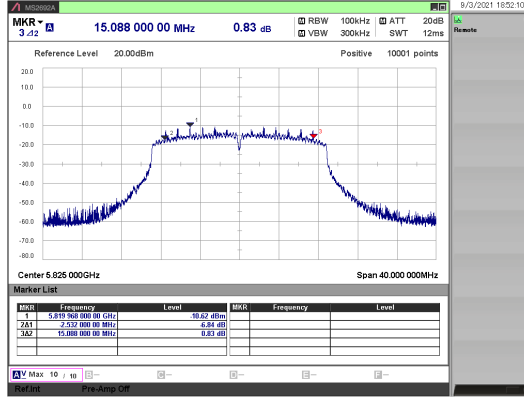 MS2692A
9/3/2021 18:52:10
MKR
3 ⊿2
15.088 000 00 MHz
0.83 dB
RBW 100kHz
ATT 20dB
VBW 300kHz
SWT 12ms
Remote
Reference Level 20.00dBm
Positive 10001 points
20.0
10.0
0.0
-10.0
-20.0
-30.0
-40.0
-50.0
-60.0
-70.0
-80.0
1
2
3
Center 5.825 000GHz
Span 40.000 000MHz
Marker List
MKR Frequency Level MKR Frequency Level
1 5.819 968 000 00 GHz -10.62 dBm
2Δ1 -2.532 000 00 MHz -6.84 dB
3Δ2 15.088 000 00 MHz 0.83 dB
A V Max 10 / 10 B-- C-- D-- E-- F--
Ref.Int Pre-Amp Off